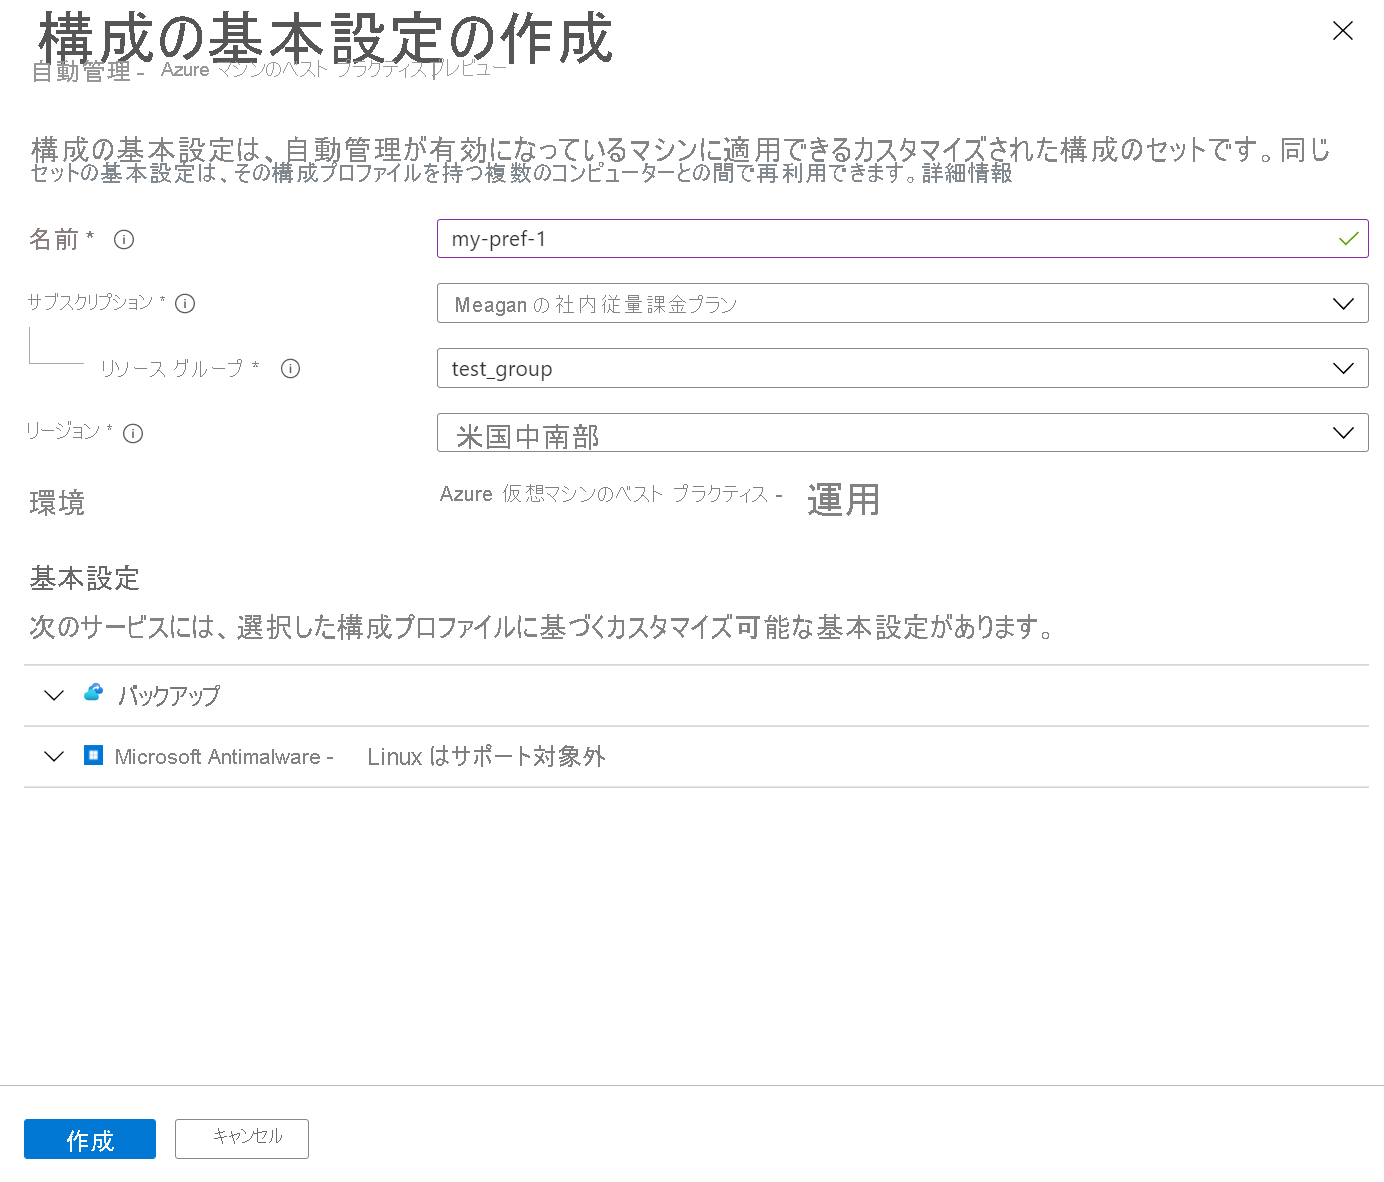 構成の基本設定の作成
自動管理 - Azure マシンのベスト プラクティスプレビュー
構成の基本設定は、自動管理が有効になっているマシンに適用できるカスタマイズされた構成のセットです。同じ
セットの基本設定は、その構成プロファイルを持つ複数のコンピューターとの間で再利用できます。詳細情報
名前 *
my-pref-1
サブスクリプション *
Meagan の社内従量課金プラン
リソース グループ *
test_group
リージョン *
米国中南部
環境
Azure 仮想マシンのベスト プラクティス - 運用
基本設定
次のサービスには、選択した構成プロファイルに基づくカスタマイズ可能な基本設定があります。
バックアップ
Microsoft Antimalware - Linux はサポート対象外
作成
キャンセル